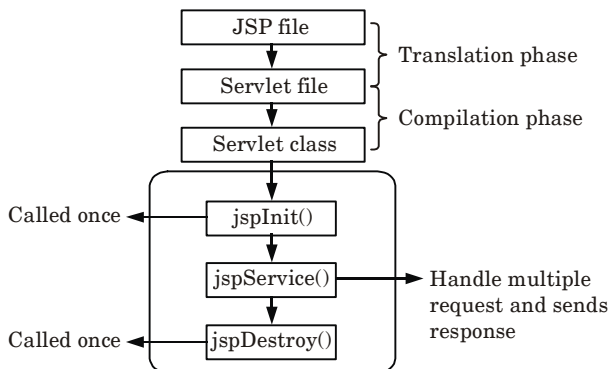 JSP file
Translation phase
Servlet file
Compilation phase
Servlet class
Called once
jspInit()
jspService()
Handle multiple
request and sends
response
Called once
jspDestroy()